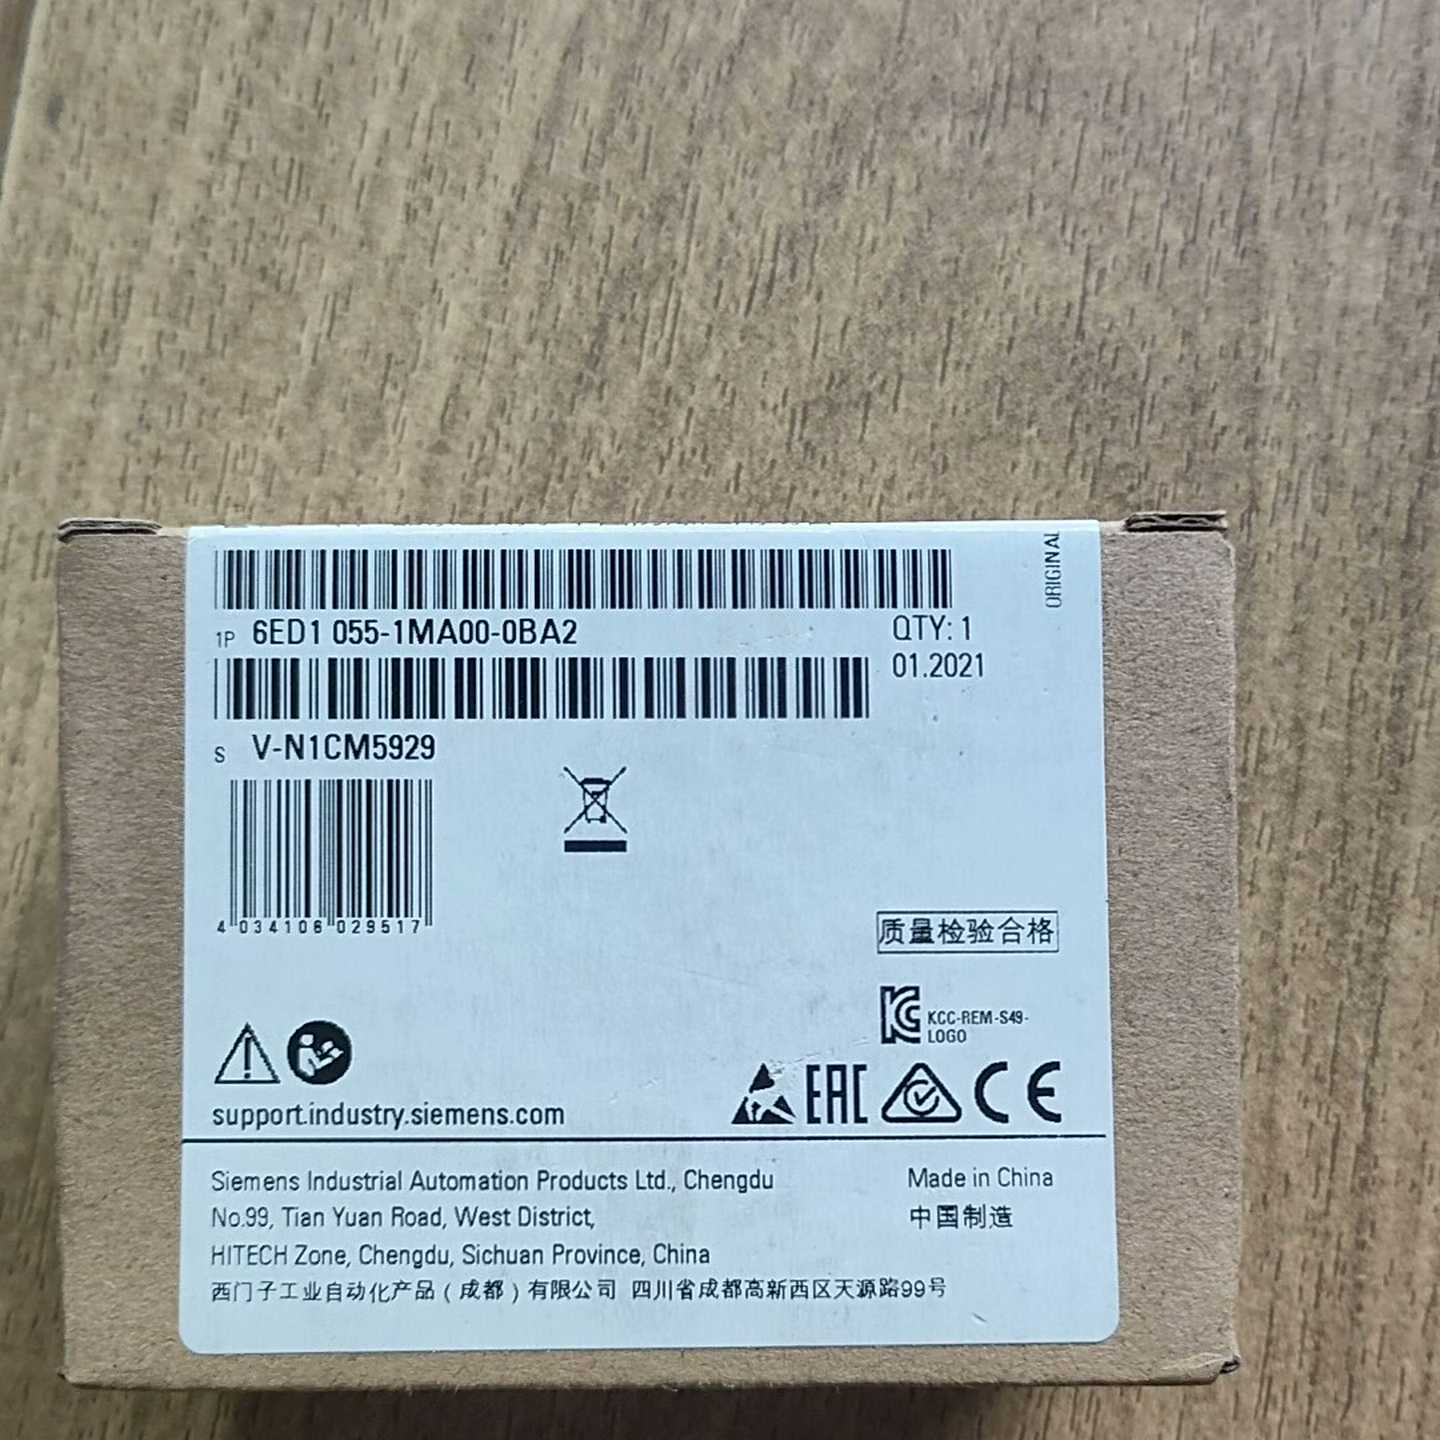 ORIGINAL
1P 6ED1 055-1MA00-0BA2
QTY: 1
01.2021
S V-N1CM5929
4 034106 029517
质量检验合格
KCC-REM-S49-
LOGO
EAC
CE
support.industry.siemens.com
Siemens Industrial Automation Products Ltd., Chengdu
No.99, Tian Yuan Road, West District,
HITECH Zone, Chengdu, Sichuan Province, China
西门子工业自动化产品(成都)有限公司 四川省成都高新西区天源路99号
Made in China
中国制造